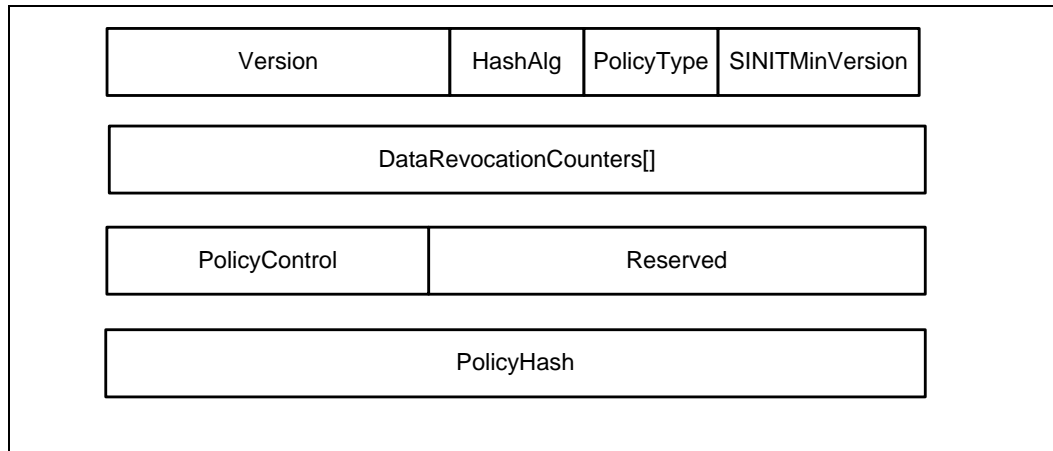 Version HashAlg PolicyType SINITMinVersion
DataRevocationCounters[]
PolicyControl Reserved
PolicyHash